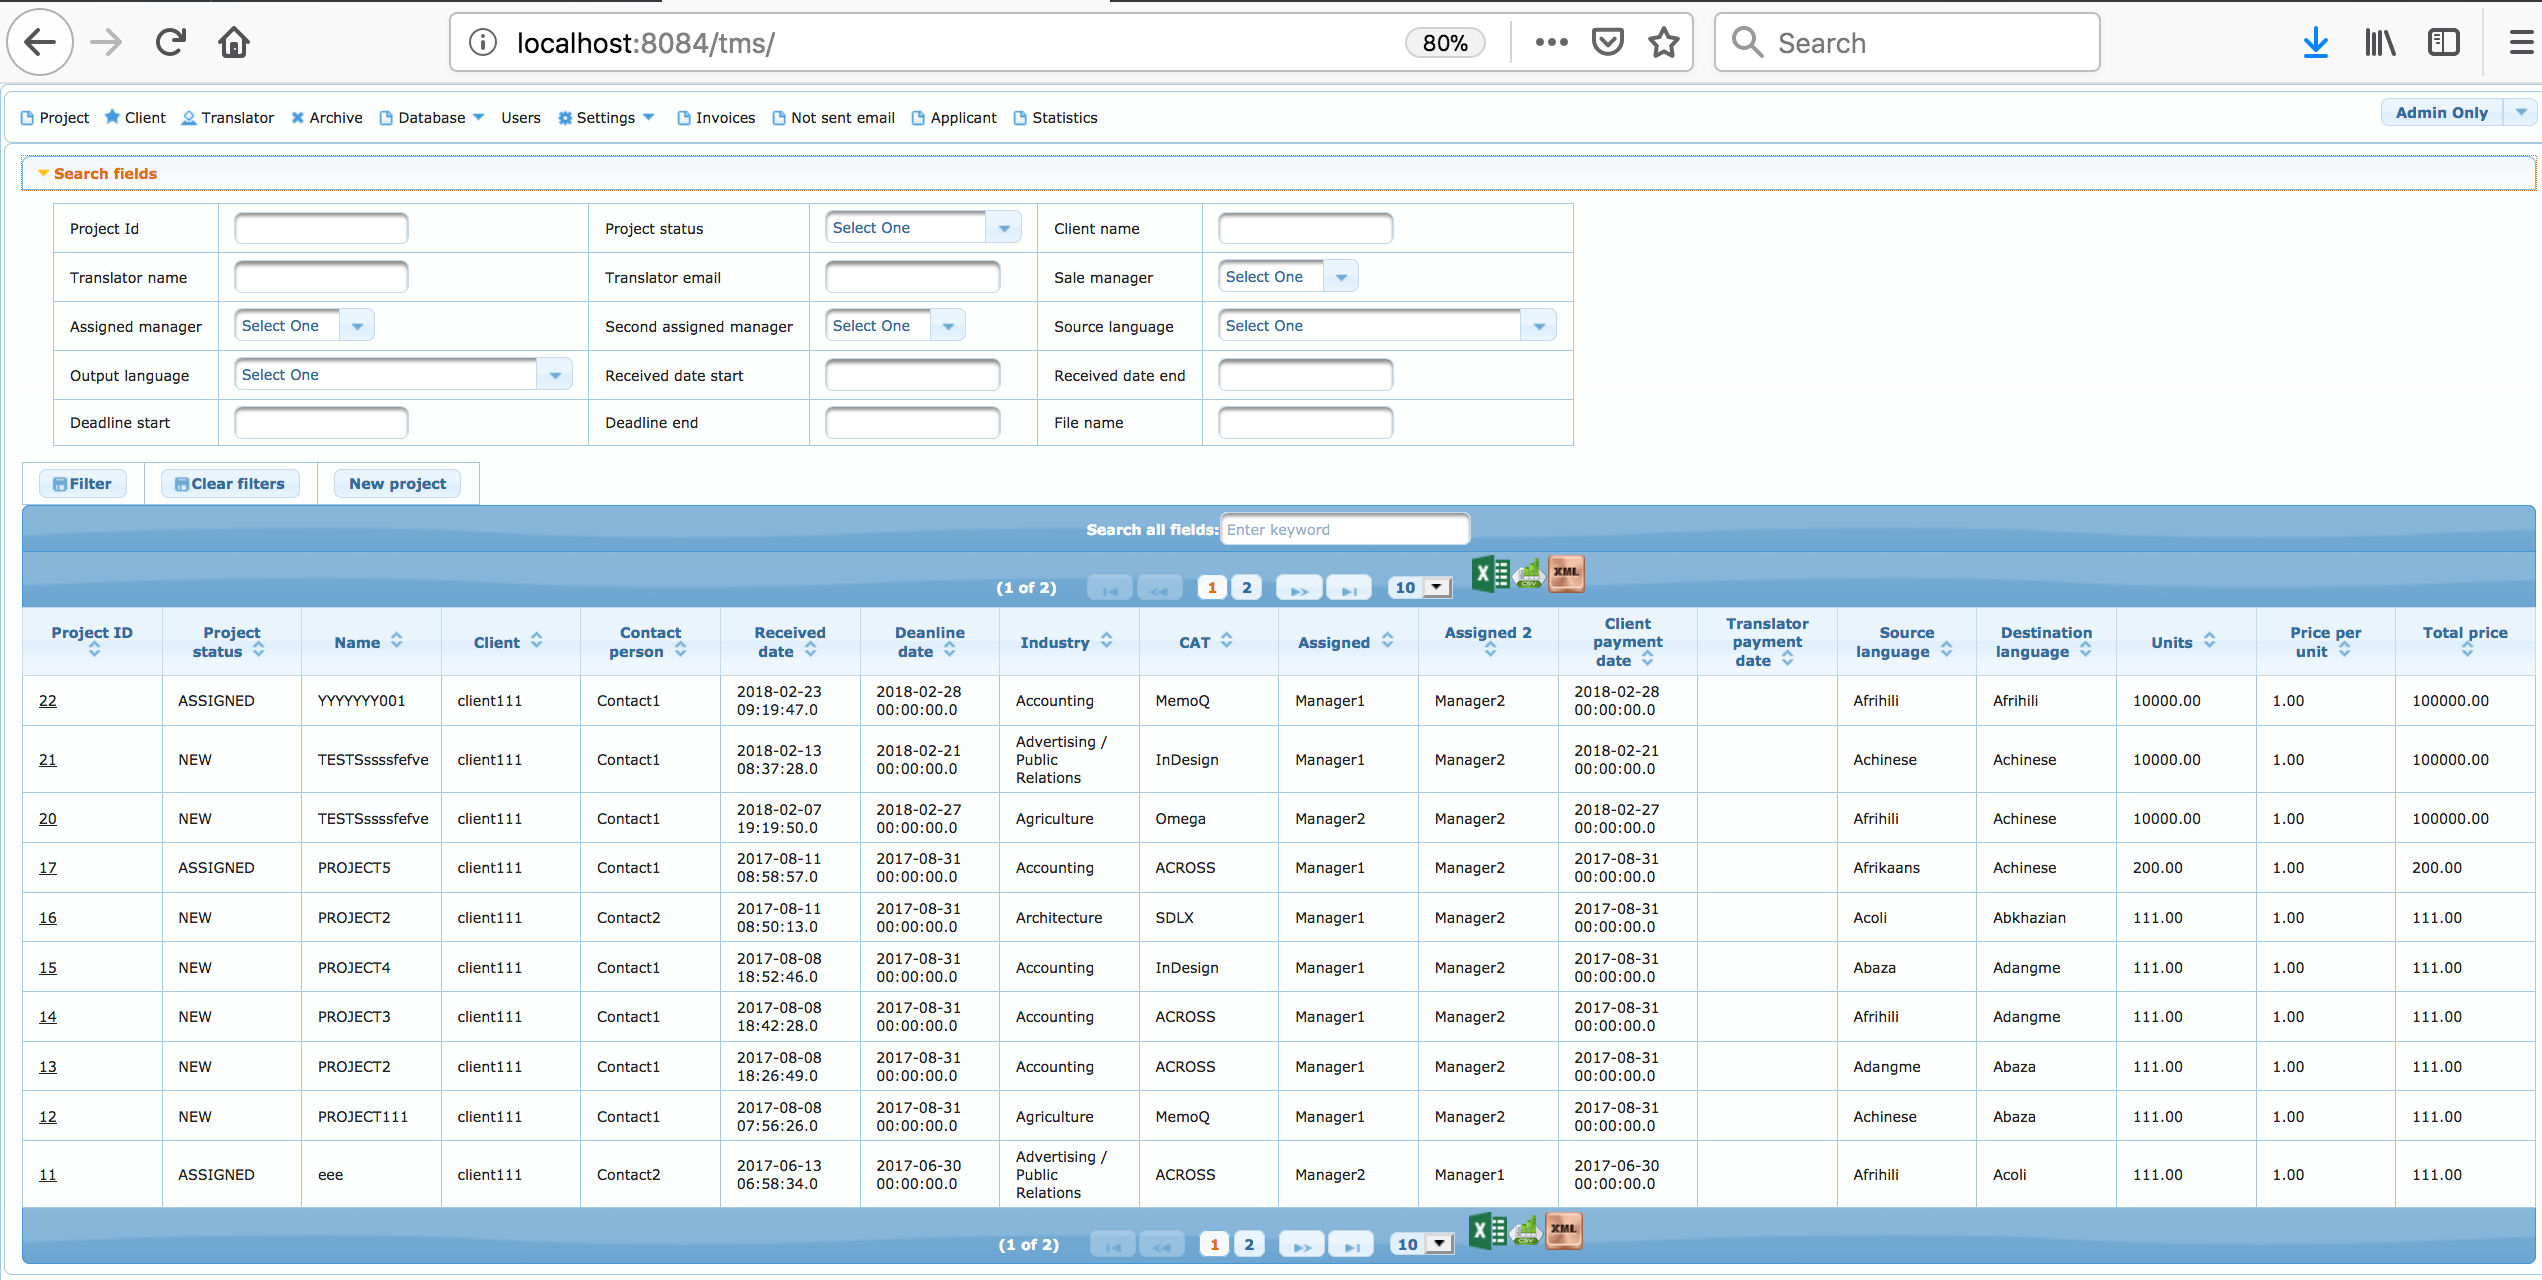 localhost:8084/tms/ 80% Search
Project Client Translator Archive Database Users Settings Invoices Not sent email Applicant Statistics Admin Only
Search fields
Project Id Project status Select One Client name
Translator name Translator email Sale manager Select One
Assigned manager Select One Second assigned manager Select One Source language Select One
Output language Select One Received date start Received date end
Deadline start Deadline end File name
Filter Clear filters New project
Search all fields: Enter keyword
(1 of 2) 1 2 10 X CSV XML
Project ID Project status Name Client Contact person Received date Deanline date Industry CAT Assigned Assigned 2 Client payment date Translator payment date Source language Destination language Units Price per unit Total price
22 ASSIGNED YYYYYYY001 client111 Contact1 2018-02-23 09:19:47.0 2018-02-28 00:00:00.0 Accounting MemoQ Manager1 Manager2 2018-02-28 00:00:00.0 Afrihili Afrihili 10000.00 1.00 100000.00
21 NEW TESTSsssssfefve client111 Contact1 2018-02-13 08:37:28.0 2018-02-21 00:00:00.0 Advertising / Public Relations InDesign Manager1 Manager2 2018-02-21 00:00:00.0 Achinese Achinese 10000.00 1.00 100000.00
20 NEW TESTSsssssfefve client111 Contact1 2018-02-07 19:19:50.0 2018-02-27 00:00:00.0 Agriculture Omega Manager2 Manager2 2018-02-27 00:00:00.0 Afrihili Achinese 10000.00 1.00 100000.00
17 ASSIGNED PROJECT5 client111 Contact1 2017-08-11 08:58:57.0 2017-08-31 00:00:00.0 Accounting ACROSS Manager1 Manager2 2017-08-31 00:00:00.0 Afrikaans Achinese 200.00 1.00 200.00
16 NEW PROJECT2 client111 Contact2 2017-08-11 08:50:13.0 2017-08-31 00:00:00.0 Architecture SDLX Manager1 Manager2 2017-08-31 00:00:00.0 Acoli Abkhazian 111.00 1.00 111.00
15 NEW PROJECT4 client111 Contact1 2017-08-08 18:52:46.0 2017-08-31 00:00:00.0 Accounting InDesign Manager1 Manager2 2017-08-31 00:00:00.0 Abaza Adangme 111.00 1.00 111.00
14 NEW PROJECT3 client111 Contact1 2017-08-08 18:42:28.0 2017-08-31 00:00:00.0 Accounting ACROSS Manager1 Manager2 2017-08-31 00:00:00.0 Afrihili Adangme 111.00 1.00 111.00
13 NEW PROJECT2 client111 Contact1 2017-08-08 18:26:49.0 2017-08-31 00:00:00.0 Accounting ACROSS Manager1 Manager2 2017-08-31 00:00:00.0 Adangme Abaza 111.00 1.00 111.00
12 NEW PROJECT111 client111 Contact1 2017-08-08 07:56:26.0 2017-08-31 00:00:00.0 Agriculture MemoQ Manager1 Manager2 2017-08-31 00:00:00.0 Achinese Abaza 111.00 1.00 111.00
11 ASSIGNED eee client111 Contact2 2017-06-13 06:58:34.0 2017-06-30 00:00:00.0 Advertising / Public Relations ACROSS Manager2 Manager1 2017-06-30 00:00:00.0 Afrihili Acoli 111.00 1.00 111.00
(1 of 2) 1 2 10 X CSV XML